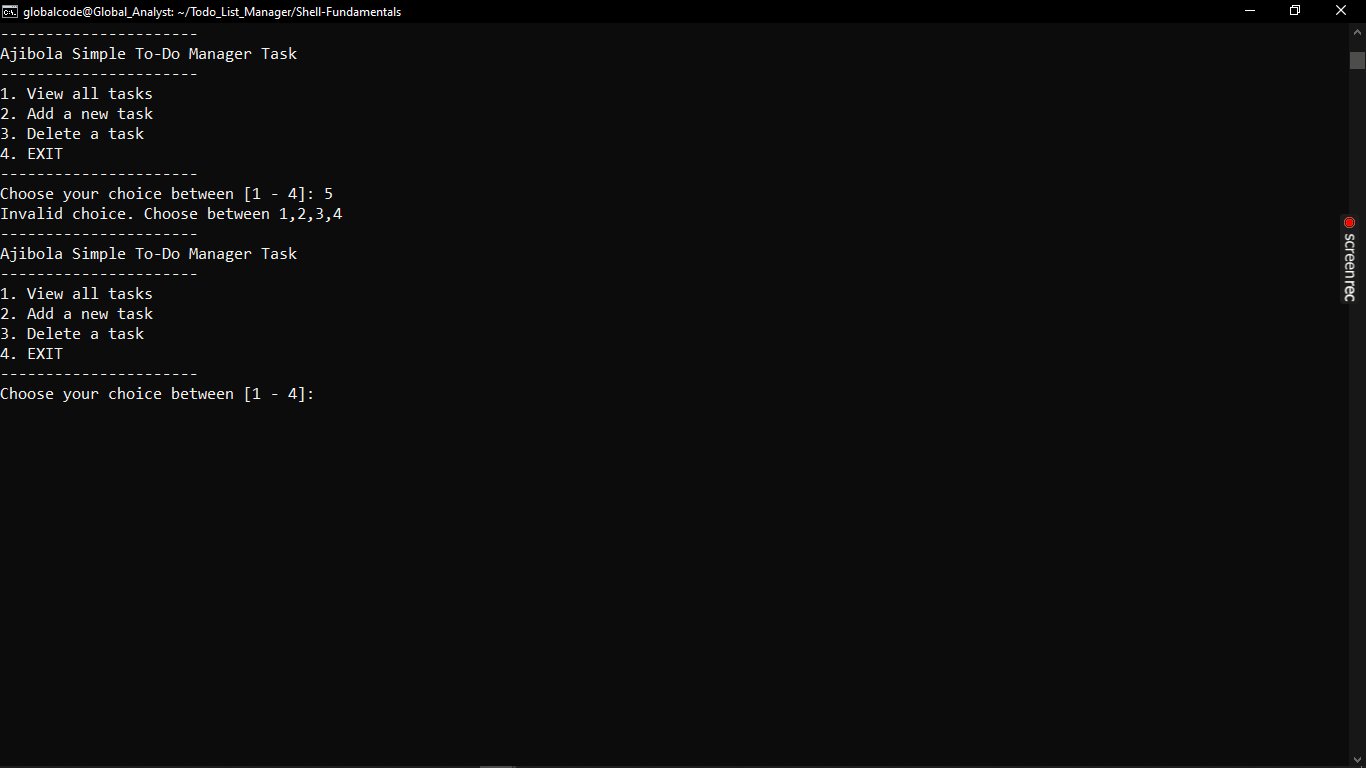 globalcode@Global_Analyst: ~/Todo_List_Manager/Shell-Fundamentals
----------------------
Ajibola Simple To-Do Manager Task
----------------------
1. View all tasks
2. Add a new task
3. Delete a task
4. EXIT
----------------------
Choose your choice between [1 - 4]: 5
Invalid choice. Choose between 1,2,3,4
----------------------
Ajibola Simple To-Do Manager Task
----------------------
1. View all tasks
2. Add a new task
3. Delete a task
4. EXIT
----------------------
Choose your choice between [1 - 4]:
screenrec